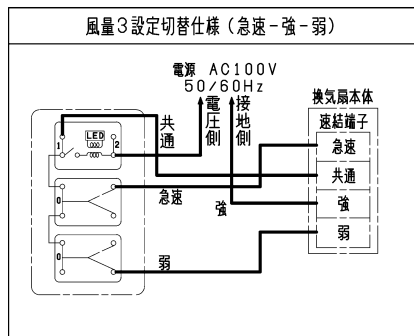 風量3設定切替仕様(急速-強-弱)
電源 AC100V
50/60Hz
電圧側
接地側
換気扇本体
速結端子
急速
共通
強
弱
共通
LED
1
2
急速
強
0
弱
0